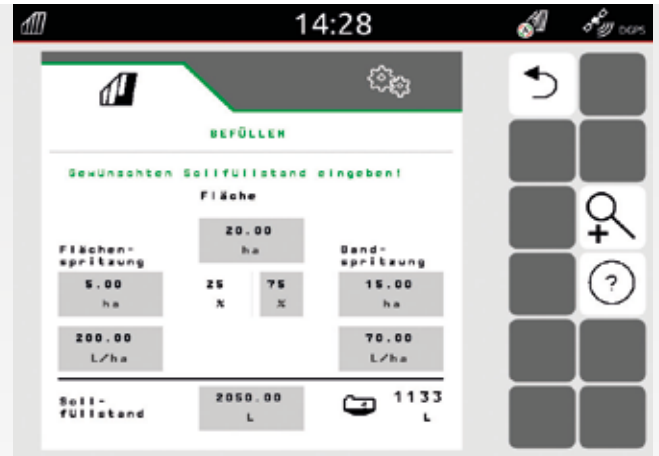 14:28
DGPS
BEFÜLLEN
Gewünschten Sollfüllstand eingeben!
Fläche
20.00
ha
Flächen-
spritzung
Band-
spritzung
5.00
ha
25
%
75
%
15.00
ha
200.00
L/ha
70.00
L/ha
Soll-
füllstand
2050.00
L
1133
L
?